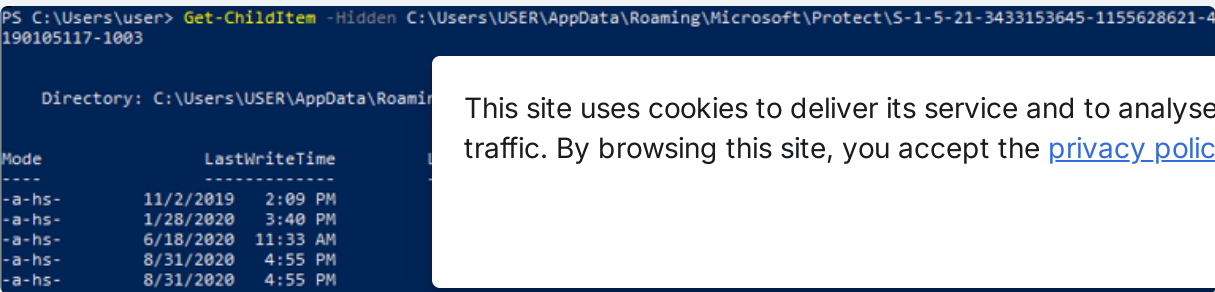 PS C:\Users\user> Get-ChildItem -Hidden C:\Users\USER\AppData\Roaming\Microsoft\Protect\S-1-5-21-3433153645-1155628621-4
190105117-1003
Directory: C:\Users\USER\AppData\Roamin
This site uses cookies to deliver its service and to analyse
traffic. By browsing this site, you accept the privacy polic
Mode LastWriteTime
---- -------------
-a-hs- 11/2/2019 2:09 PM
-a-hs- 1/28/2020 3:40 PM
-a-hs- 6/18/2020 11:33 AM
-a-hs- 8/31/2020 4:55 PM
-a-hs- 8/31/2020 4:55 PM